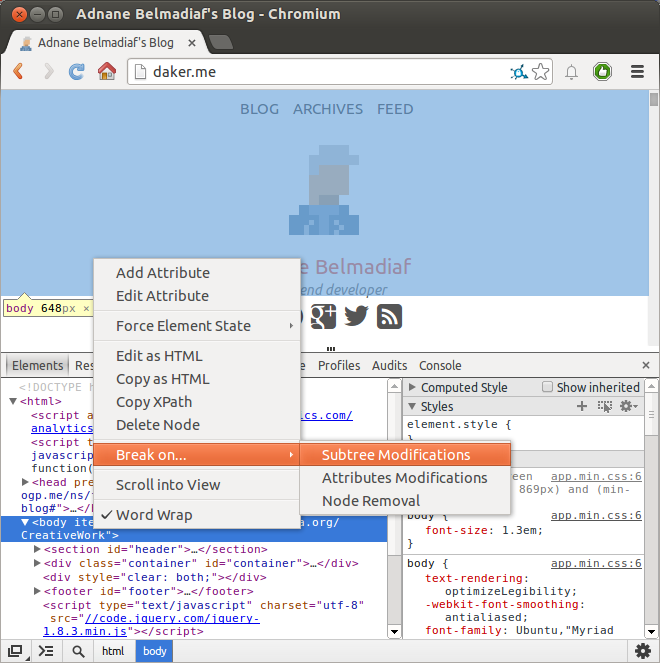 Adnane Belmadiaf's Blog - Chromium
Adnane Belmadiaf's Blog
daker.me
BLOG ARCHIVES FEED
ne Belmadiaf
end developer
body 648px ×
Add Attribute
Edit Attribute
Force Element State
Edit as HTML
Copy as HTML
Copy XPath
Delete Node
Break on...
Scroll into View
Word Wrap
Subtree Modifications
Attributes Modifications
Node Removal
Elements Res e Profiles Audits Console
<!DOCTYPE h
<html>
<script a ics.com/
analytics
<script t
javascrip
function(
<head pre
ogp.me/ns/
blog#">…</
<body ite a.org/
CreativeWork">
<section id="header">…</section>
<div class="container" id="container">…</div>
<div style="clear: both;"></div>
<footer id="footer">…</footer>
<script type="text/javascript" charset="utf-8"
src="//code.jquery.com/jquery-
1.8.3.min.js"></script>
Computed Style Show inherited
Styles
element.style {
}
een app.min.css:6
869px) and (min-
body { app.min.css:6
font-size: 1.3em;
}
body { app.min.css:6
text-rendering:
optimizeLegibility;
-webkit-font-smoothing:
antialiased;
font-family: Ubuntu,"Myriad
html body